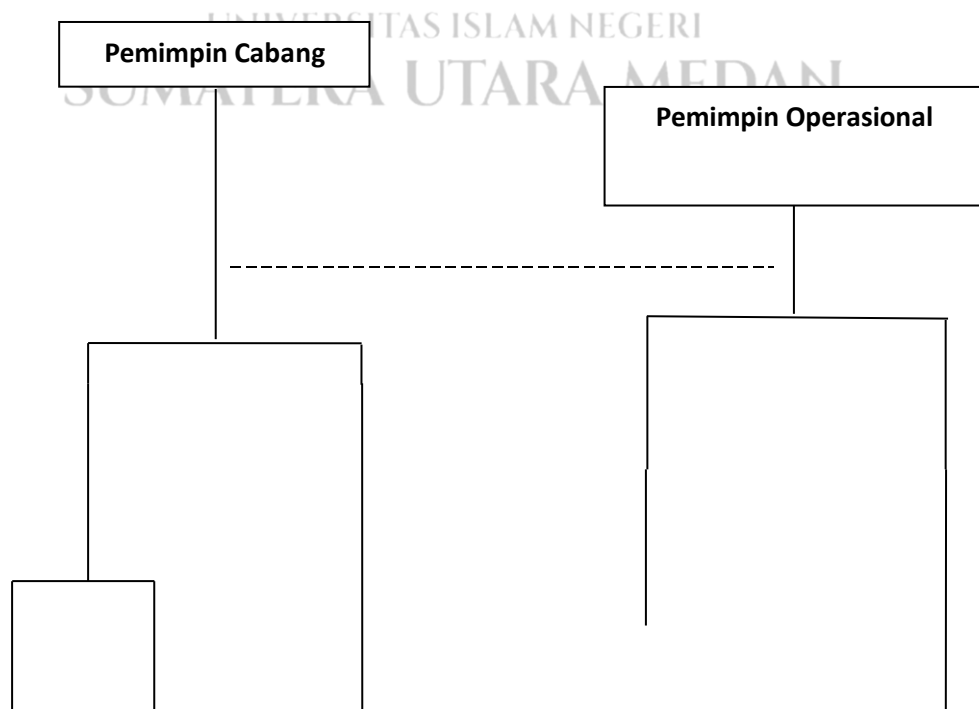 UNIVERSITAS ISLAM NEGERI
SUMATERA UTARA MEDAN
Pemimpin Cabang
Pemimpin Operasional